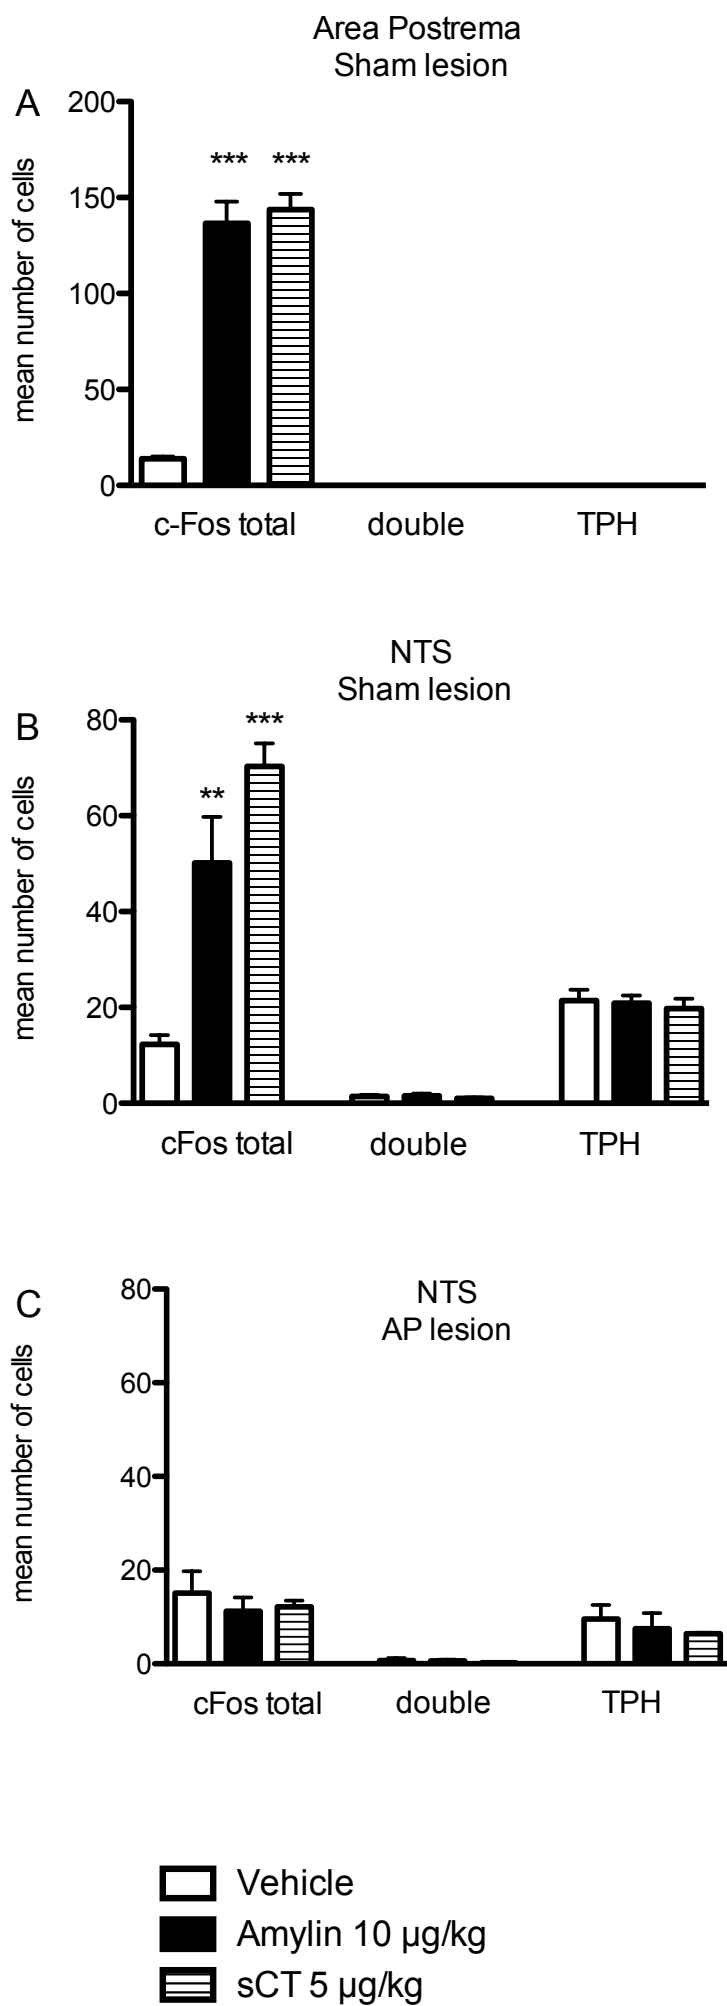 Area Postrema
Sham lesion
A
mean number of cells
200
150
100
50
0
*** ***
c-Fos total double TPH
NTS
Sham lesion
B
mean number of cells
80
60
40
20
0
**
***
cFos total double TPH
NTS
AP lesion
C
mean number of cells
80
60
40
20
0
cFos total double TPH
Vehicle
Amylin 10 µg/kg
sCT 5 µg/kg